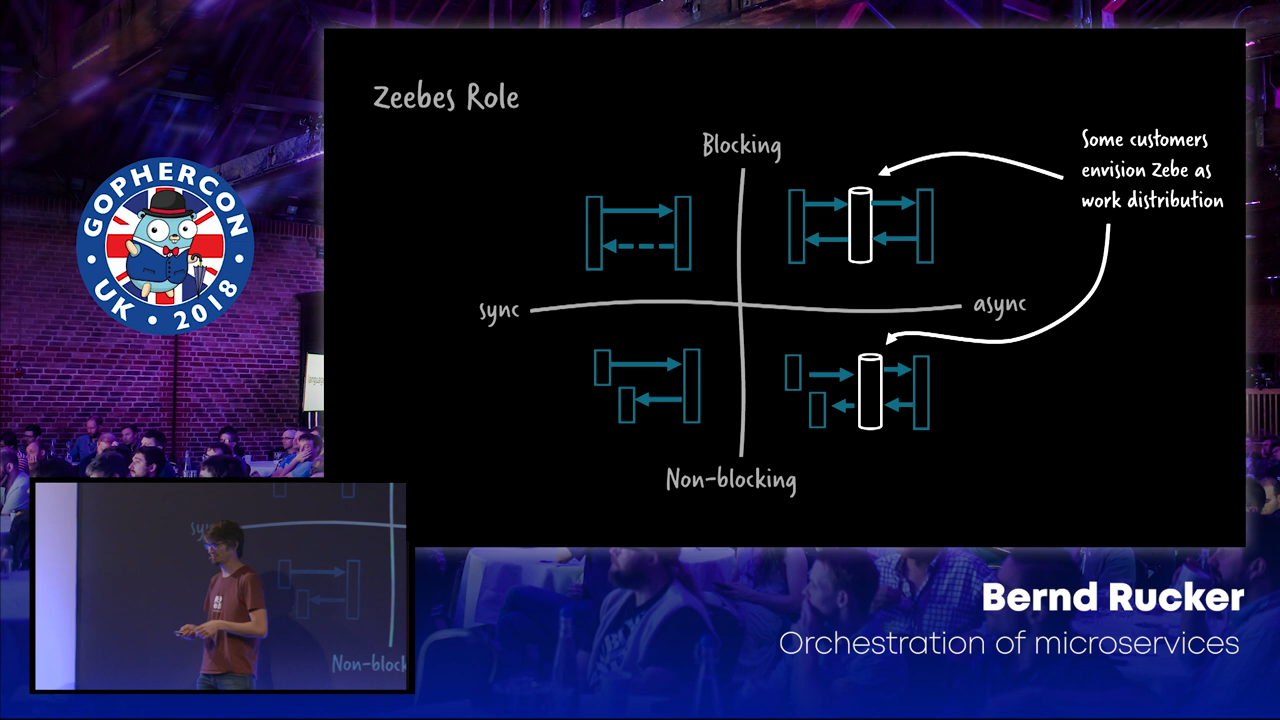 Zeebes Role
Blocking
Some customers
envision Zebe as
work distribution
sync
async
Non-blocking
GOPHERCON
UK • 2018
sy
Non-block
Bernd Rucker
Orchestration of microservices